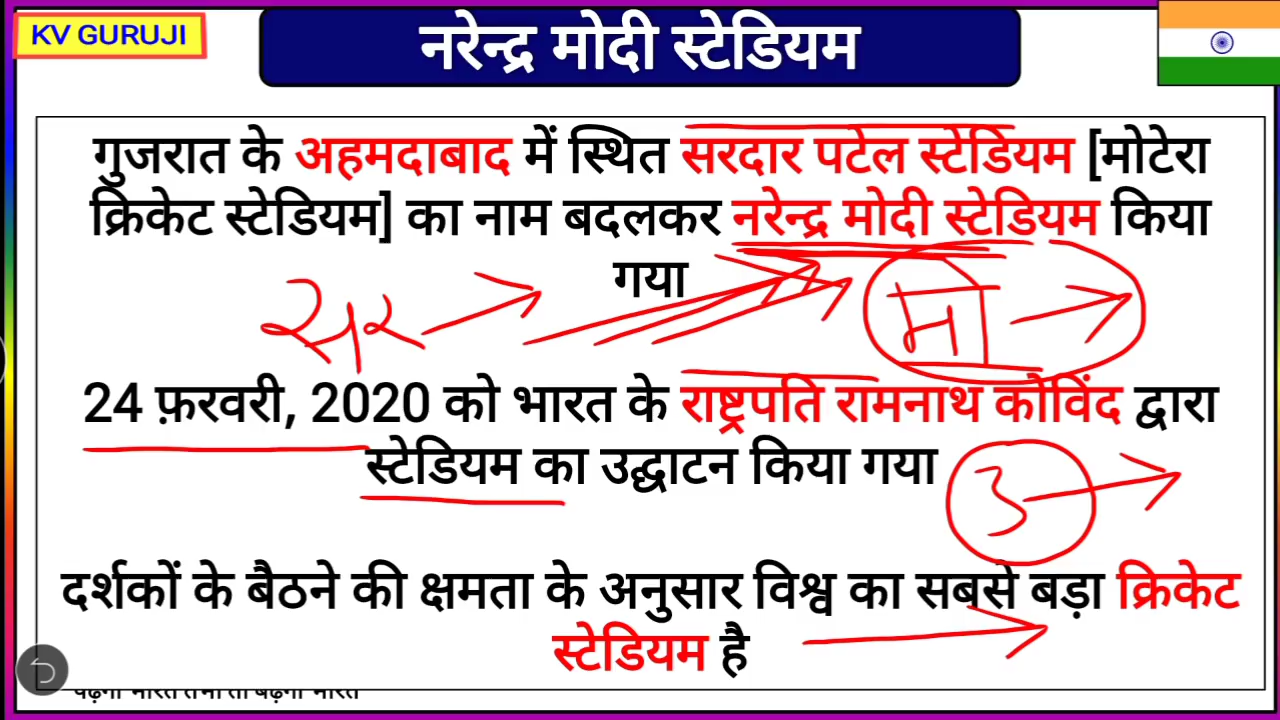 KV GURUJI
नरेन्द्र मोदी स्टेडियम
गुजरात के अहमदाबाद में स्थित सरदार पटेल स्टेडियम [मोटेरा
क्रिकेट स्टेडियम] का नाम बदलकर नरेन्द्र मोदी स्टेडियम किया
गया
24 फ़रवरी, 2020 को भारत के राष्ट्रपति रामनाथ कोविंद द्वारा
स्टेडियम का उद्घाटन किया गया
3
दर्शकों के बैठने की क्षमता के अनुसार विश्व का सबसे बड़ा क्रिकेट
स्टेडियम है